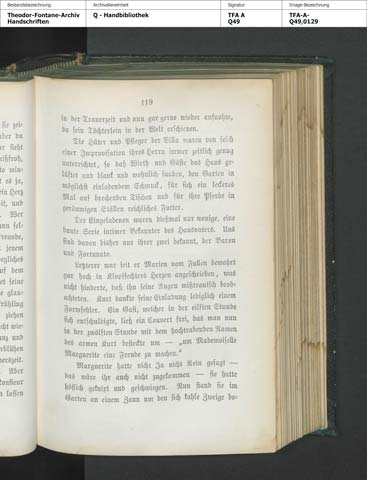 Bestandsbezeichnung
Theodor-Fontane-Archiv
Handschriften
Archivalieneinheit
Q - Handbibliothek
Signatur
TFA A
Q49
Image-Bezeichnung
TFA-A-
Q49,0129
119
in der Trauerzeit und nun gar gerne wieder aufnahm,
da sein Töchterlein in der Welt erschienen.
Die Hüter und Pfleger der Villa waren von solch
einer Improvisation ihres Herrn immer zeitlich genug
unterrichtet, so daß Wirth und Gäste das Haus ge-
lüftet und blank und wohnlich fanden, den Garten in
möglichst einladendem Schmuck, für sich ein leckeres
Mal auf brechenden Tischen und für ihre Pferde in
geräumigen Ställen reichliches Futter.
Der Eingeladenen waren dießmal nur wenige, eine
bunte Serie intimer Bekannter des Hausvaters. Uns
sind davon bisher nur ihrer zwei bekannt, der Baron
und Fortunato.
Letzterer war seit er Marien vom Fallen bewahrt
gar hoch in Klopffechters Herzen angeschrieben, was
nicht hinderte, daß ihn seine Augen mißtrauisch beob-
achteten. Kurt dankte seine Einladung lediglich einem
Formfehler. Ein Gast, welcher in der elften Stunde
sich entschuldigte, ließ ein Couvert frei, das man nun
in der zwölften Stunde mit dem hochtrabenden Namen
des armen Kurt besteckte um — „um Mademoiselle
Marguerite eine Freude zu machen.“
Marguerite hatte nicht Ja nicht Nein gesagt —
das wäre ihr auch nicht zugekommen — sie hatte
höflich geknixt und geschwiegen. Nun stand sie im
Garten an einem Zaun um den sich kahle Zweige do-